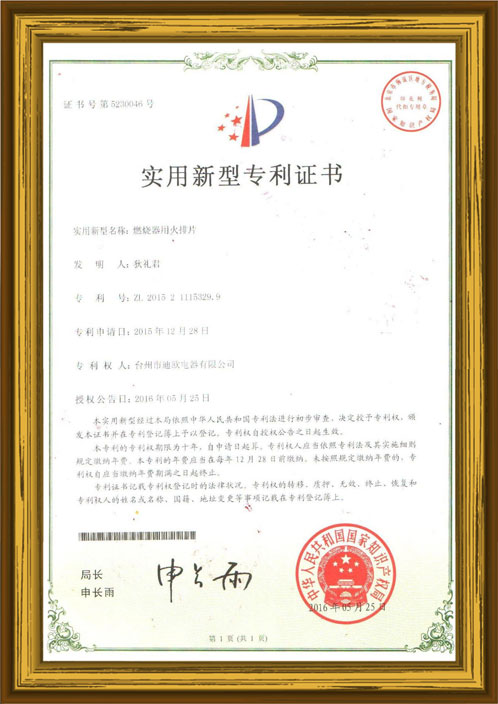 证书号第5230046号
实用新型专利证书
实用新型名称：燃烧器用火排片
发明人：狄礼君
专利号：ZL 2015 2 1115329.9
专利申请日：2015年12月28日
专利权人：台州市迪欣电器有限公司
授权公告日：2016年05月25日
本实用新型经过本局依照中华人民共和国专利法进行初步审查，决定授予专利权，颁
发本证书并在专利登记簿上予以登记。专利权自授权公告之日起生效。
本专利的专利权期限为十年，自申请日起算。专利权人应当依照专利法及其实施细则
规定缴纳年费。本专利的年费应当在每年12月28日前缴纳。未按照规定缴纳年费的，专
利权自应当缴纳年费期满之日起终止。
专利证书记载专利权登记时的法律状况。专利权的转移、质押、无效、终止、恢复和
专利权人的姓名或名称、国籍、地址变更等事项记载在专利登记簿上。
局长
申长雨
申长雨
中华人民共和国国家知识产权局
2016年05月25日
第1页(共1页)